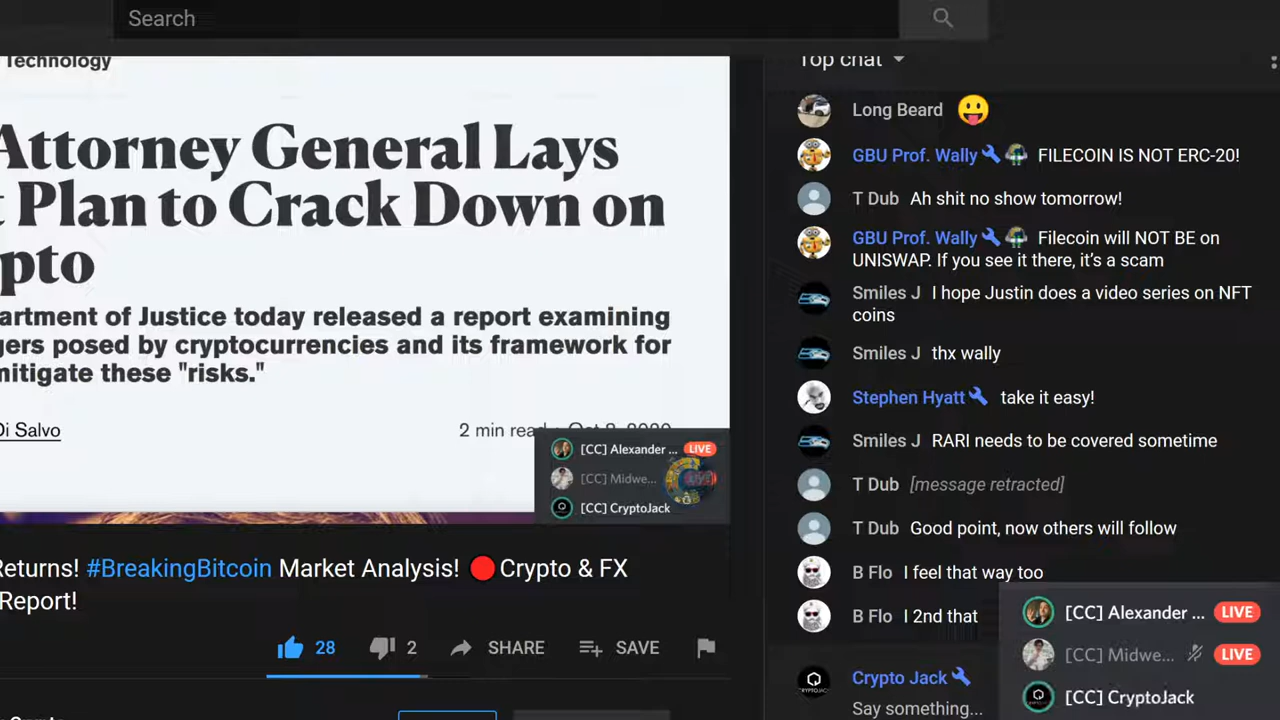 Search
Technology
Attorney General Lays
Plan to Crack Down on
pto
artment of Justice today released a report examining
gers posed by cryptocurrencies and its framework for
mitigate these "risks."
Di Salvo
2 min read
Oct 8, 2020
[CC] Alexander ... LIVE
[CC] Midwe...
[CC] CryptoJack
Returns! #BreakingBitcoin Market Analysis! Crypto & FX
Report!
28 2 SHARE SAVE
Top chat
Long Beard
GBU Prof. Wally FILECOIN IS NOT ERC-20!
T Dub Ah shit no show tomorrow!
GBU Prof. Wally Filecoin will NOT BE on
UNISWAP. If you see it there, it's a scam
Smiles J I hope Justin does a video series on NFT
coins
Smiles J thx wally
Stephen Hyatt take it easy!
Smiles J RARI needs to be covered sometime
T Dub [message retracted]
T Dub Good point, now others will follow
B Flo I feel that way too
B Flo I 2nd that
Crypto Jack
Say something...
[CC] Alexander ... LIVE
[CC] Midwe... LIVE
[CC] CryptoJack